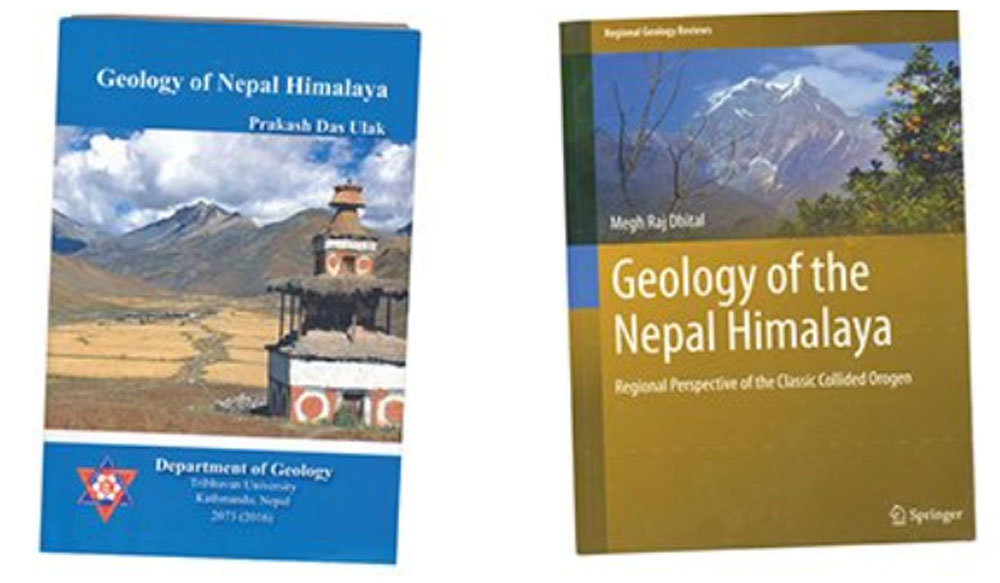 Geology of Nepal Himalaya
Prakash Das Ulak
Department of Geology
Tribhuvan University
Kathmandu, Nepal
2073 (2016)
Regional Geology Reviews
Megh Raj Dhital
Geology of the
Nepal Himalaya
Regional Perspective of the Classic Collided Orogen
Springer